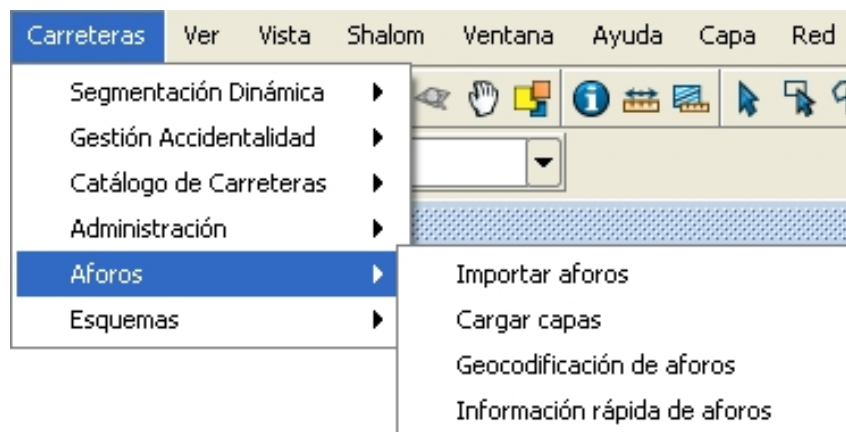 Carreteras Ver Vista Shalom Ventana Ayuda Capa Red
Segmentación Dinámica
Gestión Accidentalidad
Catálogo de Carreteras
Administración
Aforos
Importar aforos
Esquemas
Cargar capas
Geocodificación de aforos
Información rápida de aforos